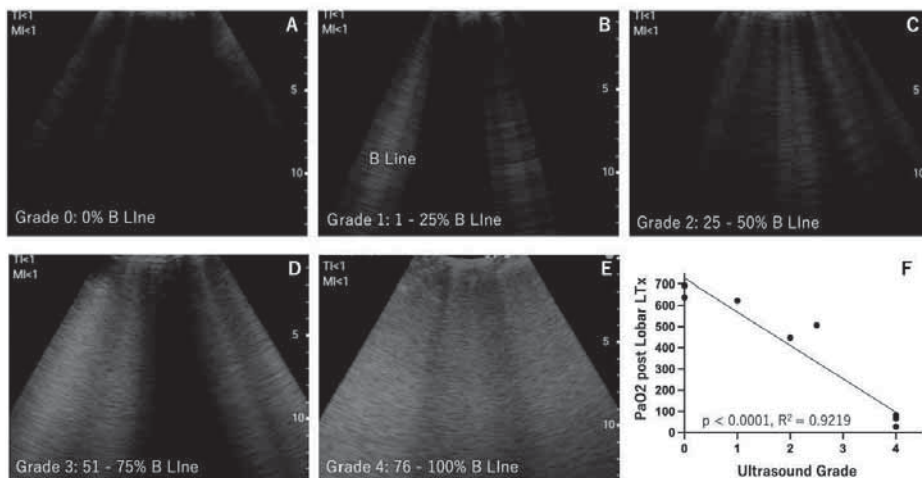 TI<1
MI<1
A
5
10
Grade 0: 0% B LIne
TI<1
MI<1
B
B Line
5
10
Grade 1: 1 - 25% B LIne
TI<1
MI<1
C
5
10
Grade 2: 25 - 50% B LIne
TI<1
MI<1
D
5
10
Grade 3: 51 - 75% B LIne
TI<1
MI<1
E
5
10
Grade 4: 76 - 100% B LIne
F
PaO2 post Lobar LTx
700
600
500
400
300
200
100
0
p < 0.0001, R² = 0.9219
0 1 2 3 4
Ultrasound Grade